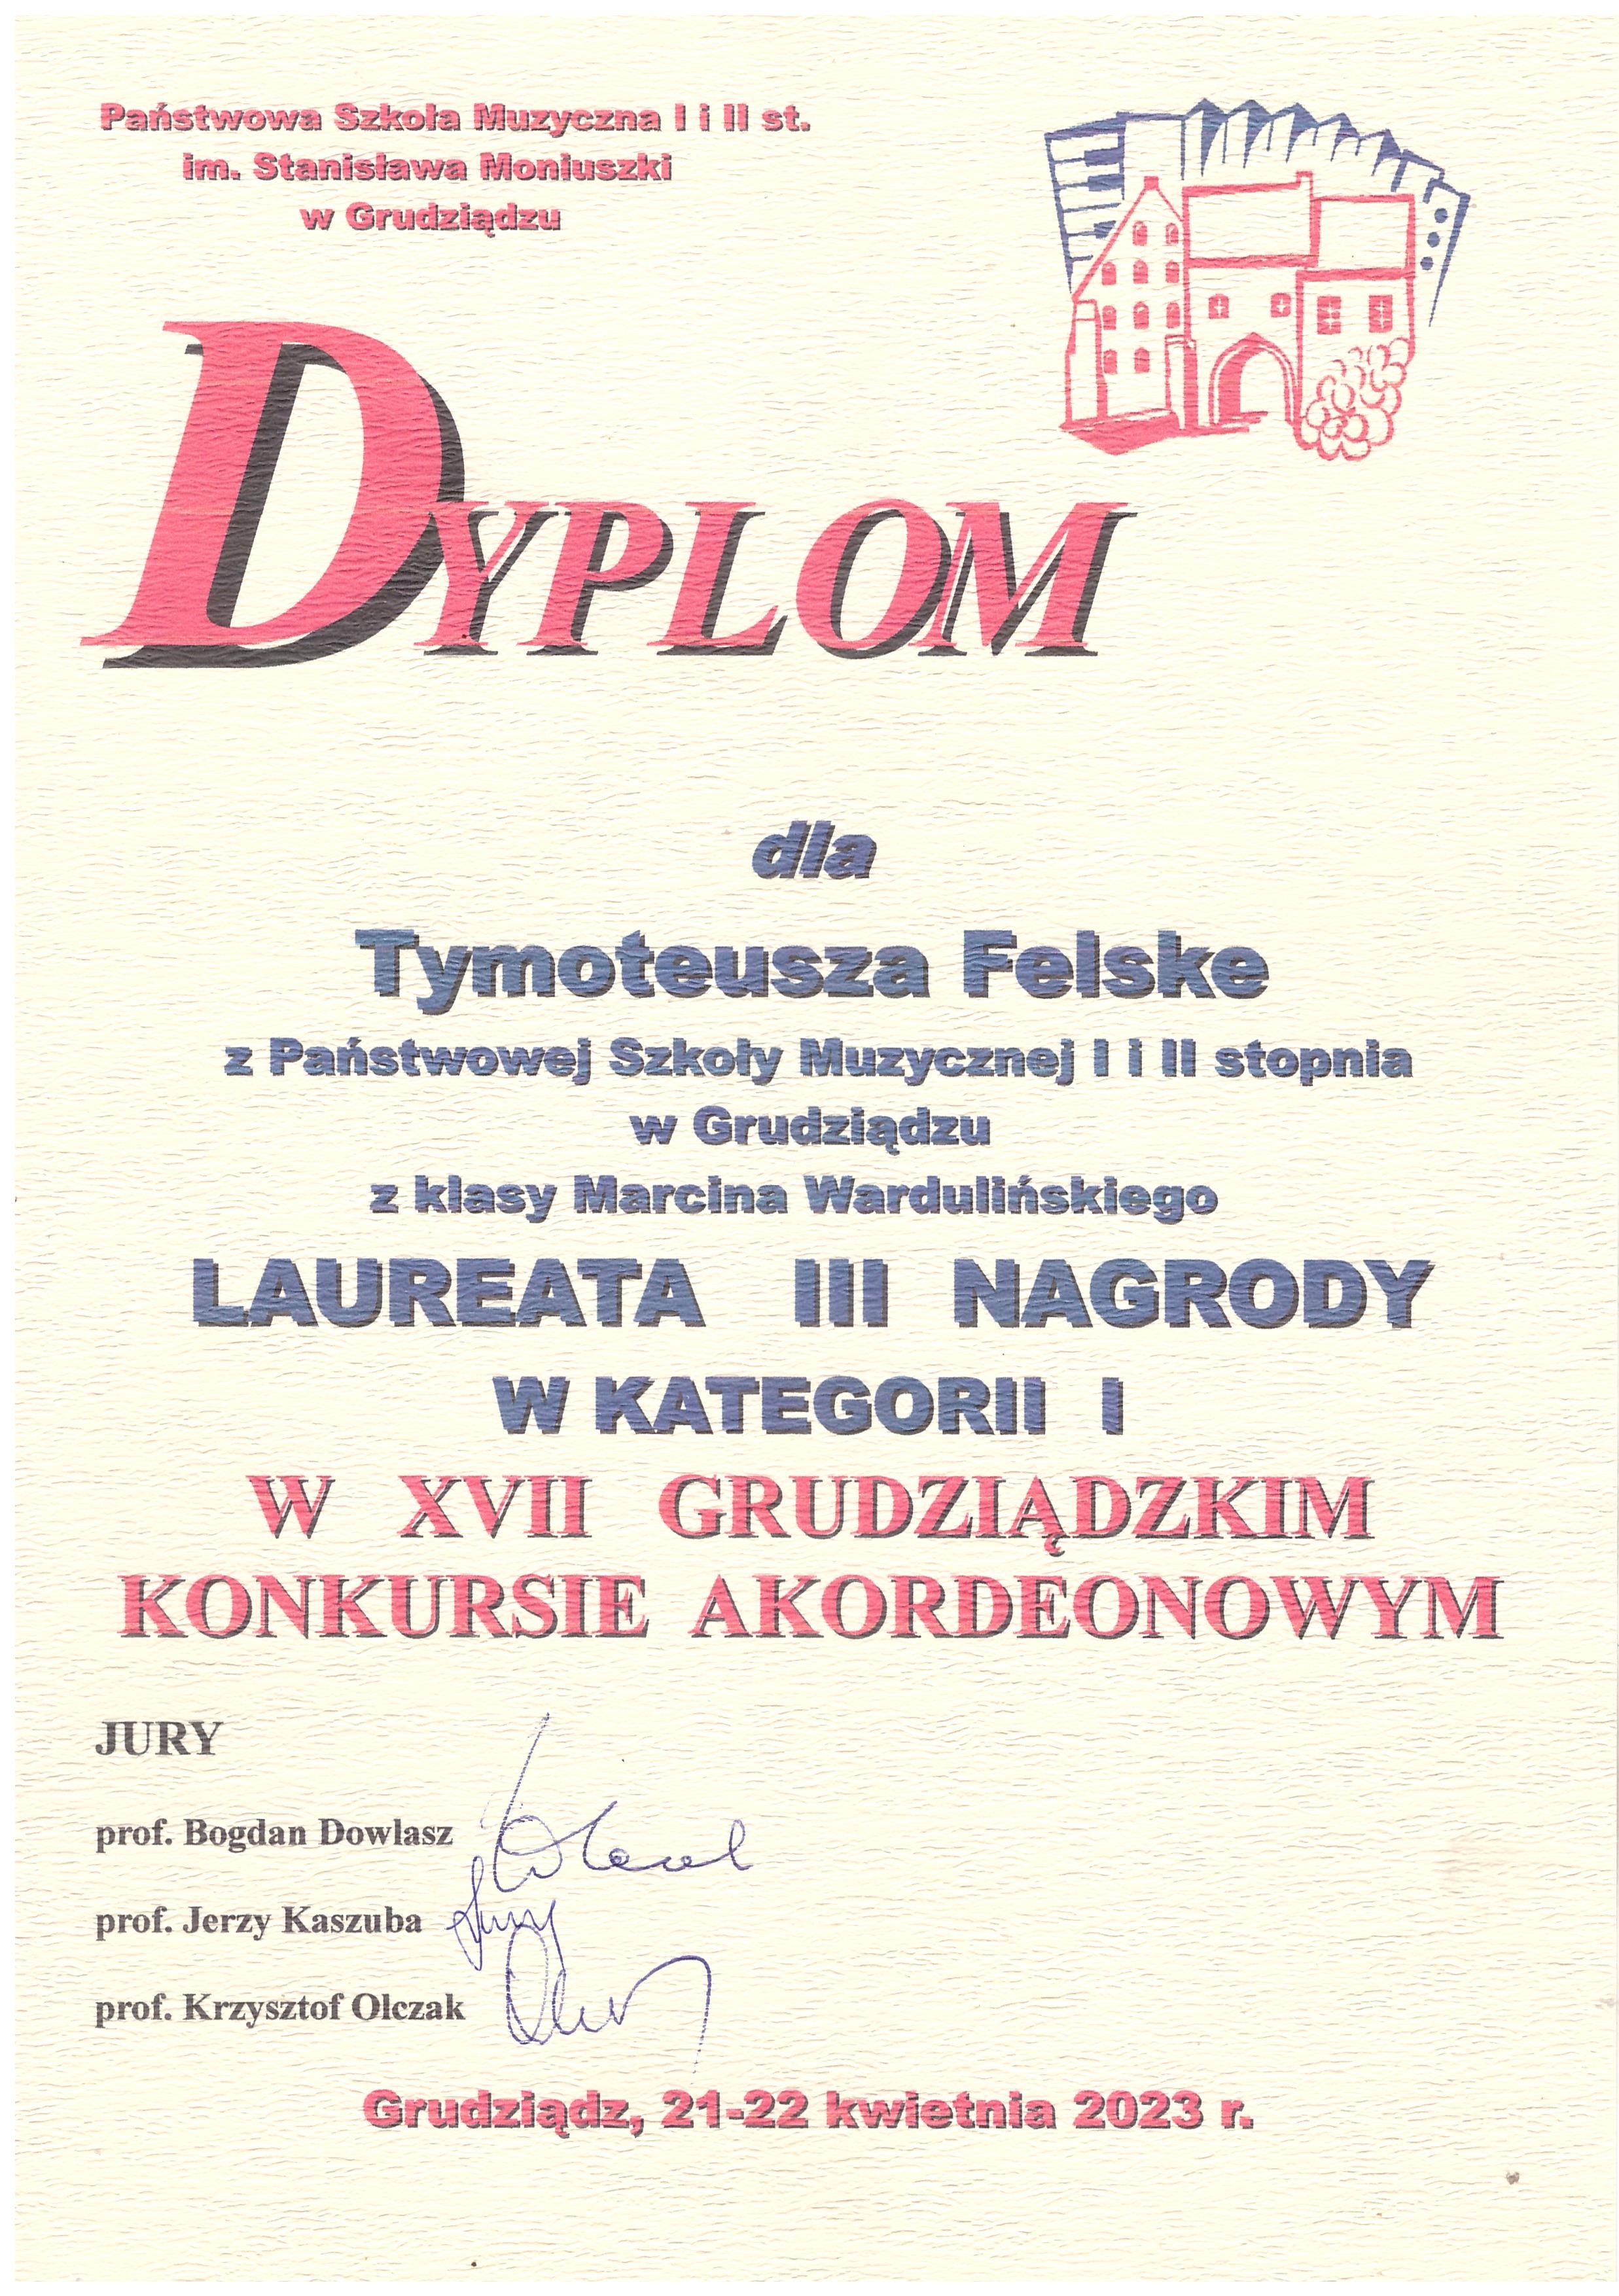 Państwowa Szkoła Muzyczna I i II st.
im. Stanisława Moniuszki
w Grudziądzu
DYPLOM
dla
Tymoteusza Felske
z Państwowej Szkoły Muzycznej I i II stopnia
w Grudziądzu
z klasy Marcina Wardulińskiego
LAUREATA III NAGRODY
W KATEGORII I
W XVII GRUDZIĄDZKIM
KONKURSIE AKORDEONOWYM
JURY
prof. Bogdan Dowlasz
prof. Jerzy Kaszuba
prof. Krzysztof Olczak
Grudziądz, 21-22 kwietnia 2023 r.